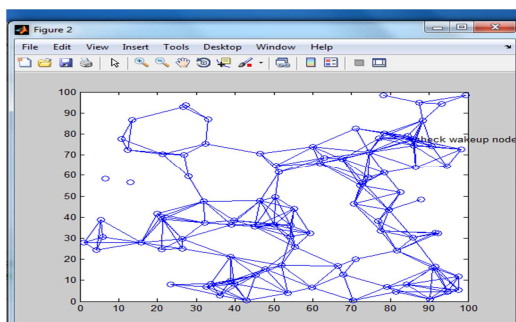 Figure 2
File Edit View Insert Tools Desktop Window Help
100
90
80
check wakeup node
70
60
50
40
30
20
10
0
0 10 20 30 40 50 60 70 80 90 100